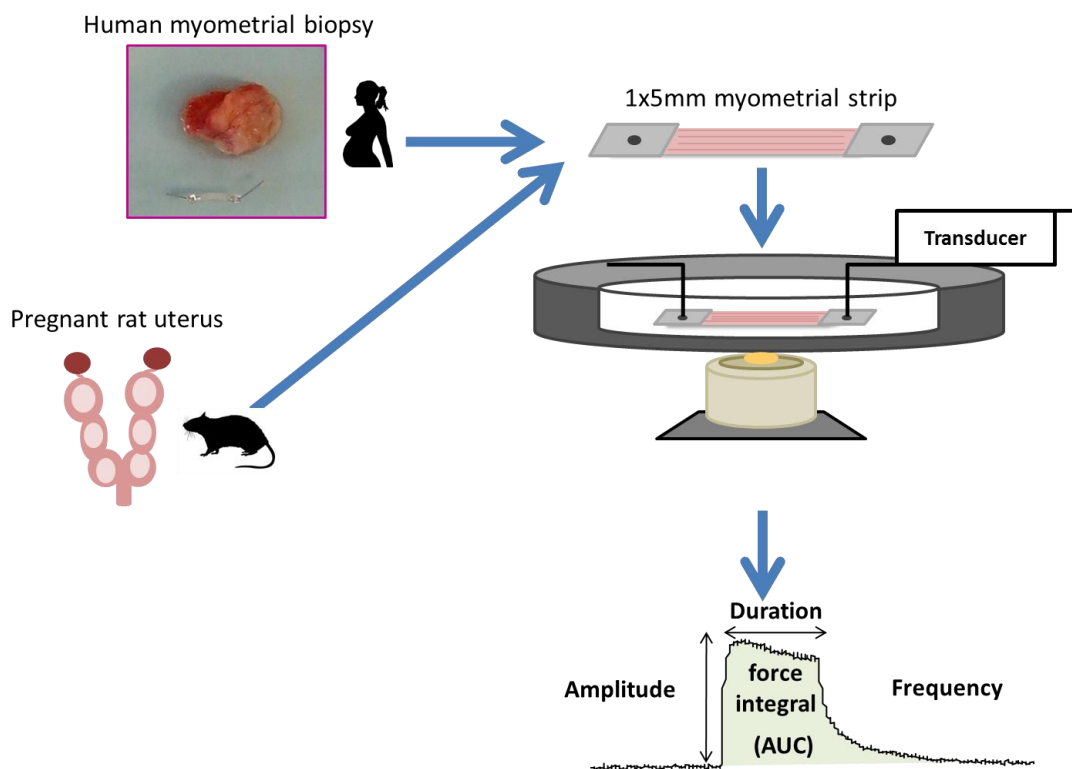 Human myometrial biopsy
1x5mm myometrial strip
Transducer
Pregnant rat uterus
Duration
Amplitude
force
integral
(AUC)
Frequency